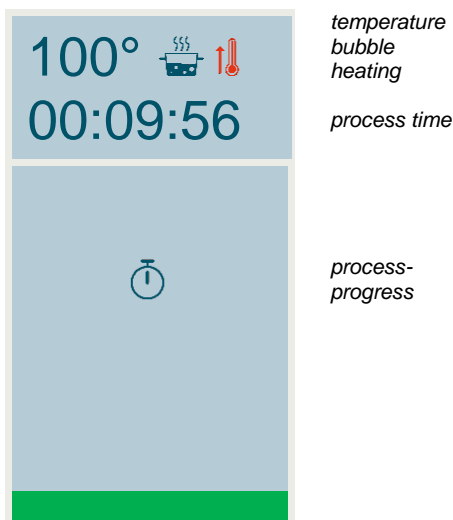 100°
temperature
bubble
heating
00:09:56
process time
process-
progress